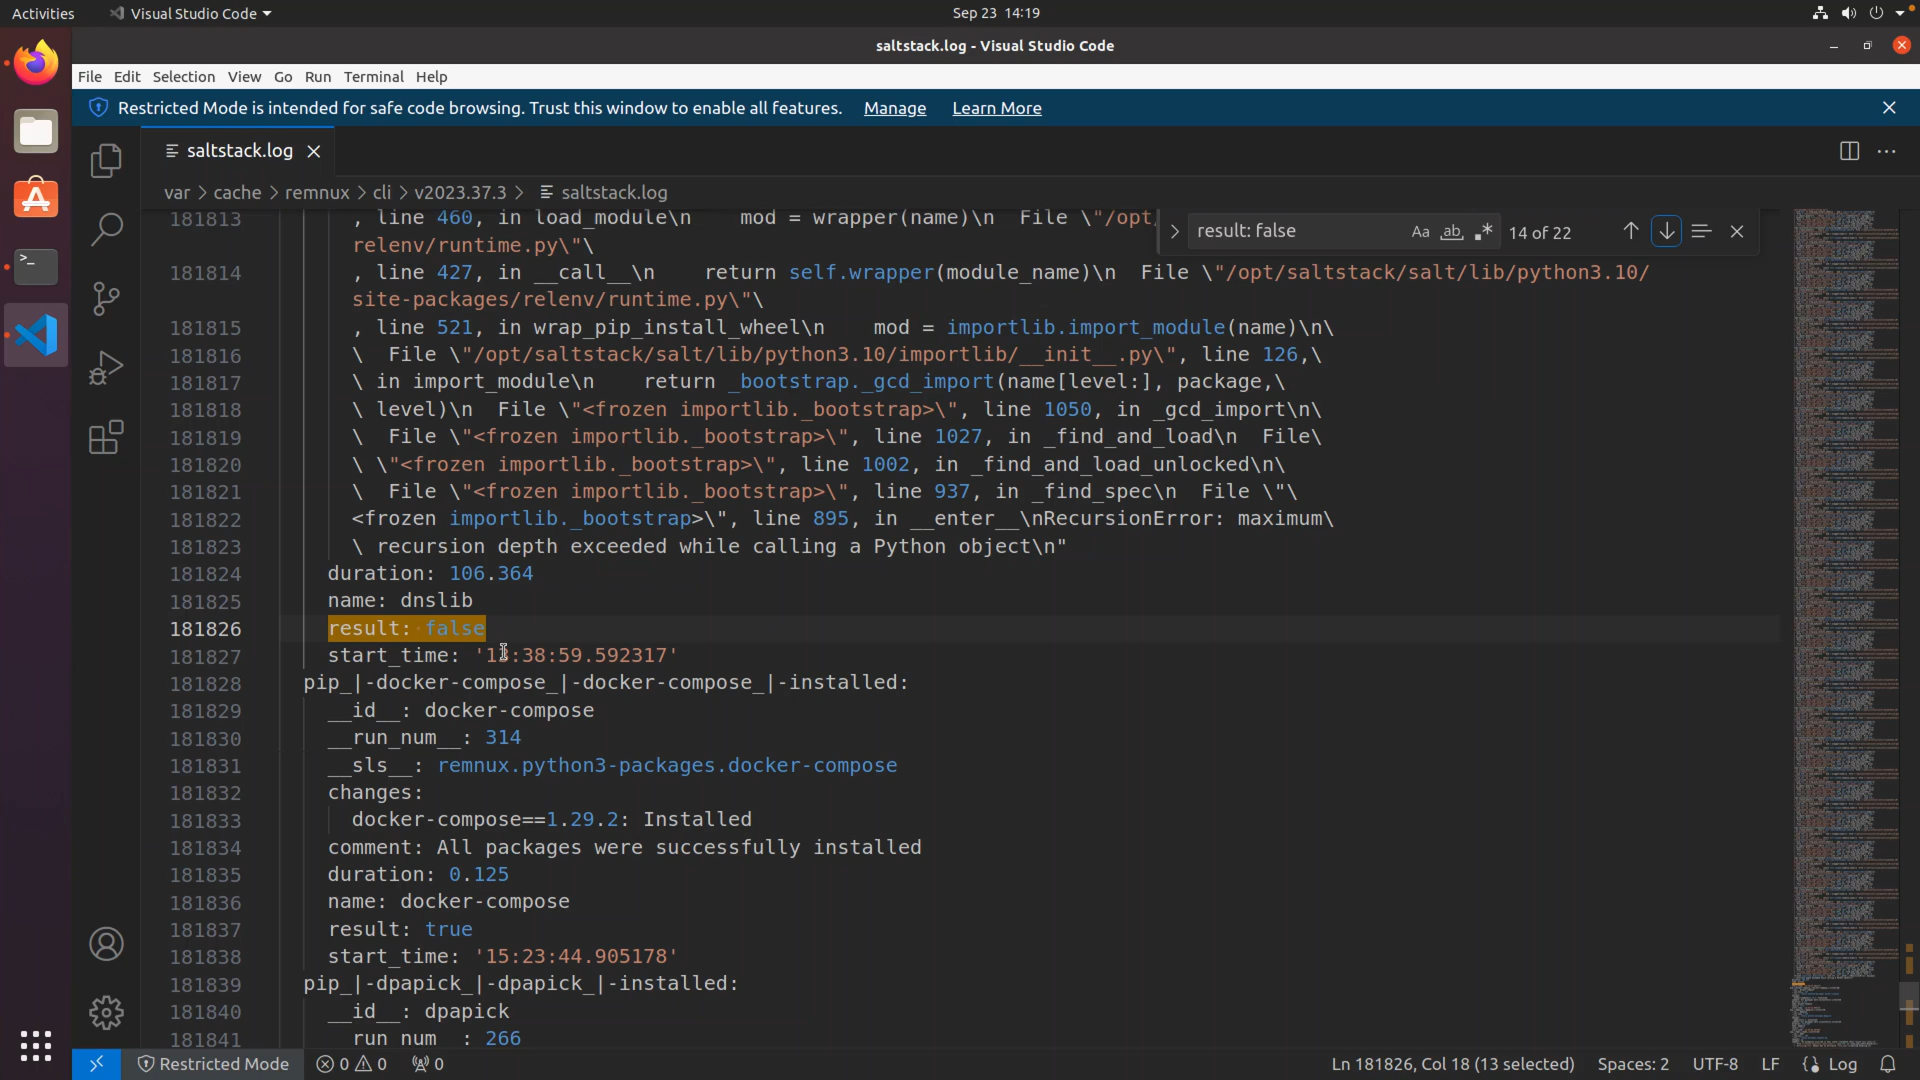 Activities
Visual Studio Code
Sep 23 14:19
saltstack.log - Visual Studio Code
File Edit Selection View Go Run Terminal Help
Restricted Mode is intended for safe code browsing. Trust this window to enable all features. Manage Learn More
saltstack.log
var > cache > remnux > cli > v2023.37.3 > saltstack.log
result: false
Aa ab 14 of 22
181813 , line 460, in load_module\n    mod = wrapper(name)\n  File \"/opt/
relenv/runtime.py\"\
181814 , line 427, in __call__\n    return self.wrapper(module_name)\n  File \"/opt/saltstack/salt/lib/python3.10/
site-packages/relenv/runtime.py\"\
181815 , line 521, in wrap_pip_install_wheel\n    mod = importlib.import_module(name)\n\
181816 \  File \"/opt/saltstack/salt/lib/python3.10/importlib/__init__.py\", line 126,\
181817 \ in import_module\n    return _bootstrap._gcd_import(name[level:], package,\
181818 \ level)\n  File \"<frozen importlib._bootstrap>\", line 1050, in _gcd_import\n\
181819 \  File \"<frozen importlib._bootstrap>\", line 1027, in _find_and_load\n  File\
181820 \ \"<frozen importlib._bootstrap>\", line 1002, in _find_and_load_unlocked\n\
181821 \  File \"<frozen importlib._bootstrap>\", line 937, in _find_spec\n  File \"\
181822 <frozen importlib._bootstrap>\", line 895, in __enter__\nRecursionError: maximum\
181823 \ recursion depth exceeded while calling a Python object\n"
181824 duration: 106.364
181825 name: dnslib
181826 result: false
181827 start_time: ':38:59.592317'
181828 pip_|-docker-compose_|-docker-compose_|-installed:
181829 __id__: docker-compose
181830 __run_num__: 314
181831 __sls__: remnux.python3-packages.docker-compose
181832 changes:
181833 docker-compose==1.29.2: Installed
181834 comment: All packages were successfully installed
181835 duration: 0.125
181836 name: docker-compose
181837 result: true
181838 start_time: '15:23:44.905178'
181839 pip_|-dpapick_|-dpapick_|-installed:
181840 __id__: dpapick
181841 run num : 266
Restricted Mode 0 0 0
Ln 181826, Col 18 (13 selected) Spaces: 2 UTF-8 LF Log